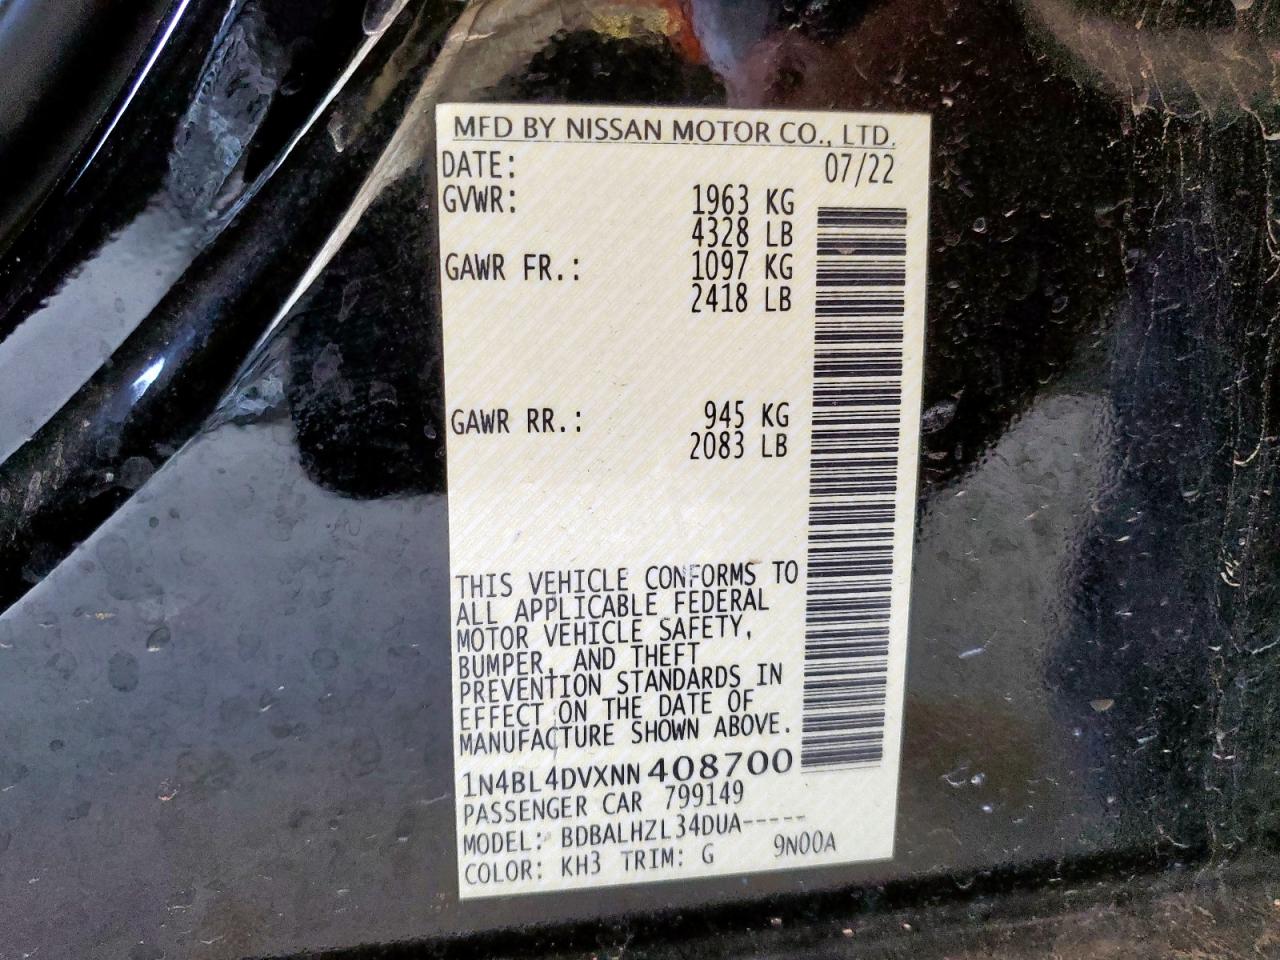 MFD BY NISSAN MOTOR CO., LTD.
DATE: 07/22
GVWR: 1963 KG
4328 LB
GAWR FR.: 1097 KG
2418 LB
GAWR RR.: 945 KG
2083 LB
THIS VEHICLE CONFORMS TO
ALL APPLICABLE FEDERAL
MOTOR VEHICLE SAFETY,
BUMPER, AND THEFT
PREVENTION STANDARDS IN
EFFECT ON THE DATE OF
MANUFACTURE SHOWN ABOVE.
1N4BL4DVXNN408700
PASSENGER CAR 799149
MODEL: BDBALHZL34DUA-----
COLOR: KH3 TRIM: G 9N00A